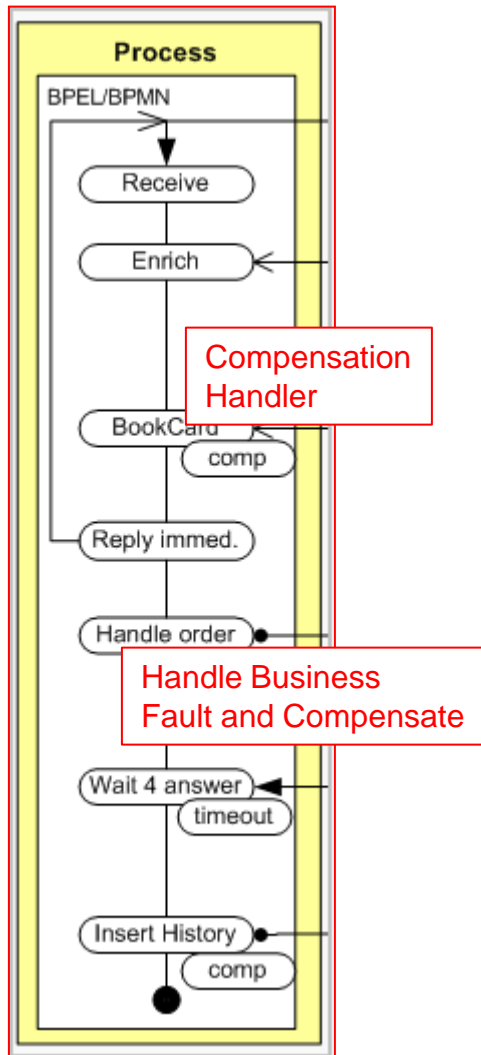 Process
BPEL/BPMN
Receive
Enrich
Compensation
Handler
BookCard
comp
Reply immed.
Handle order
Handle Business
Fault and Compensate
Wait 4 answer
timeout
Insert History
comp